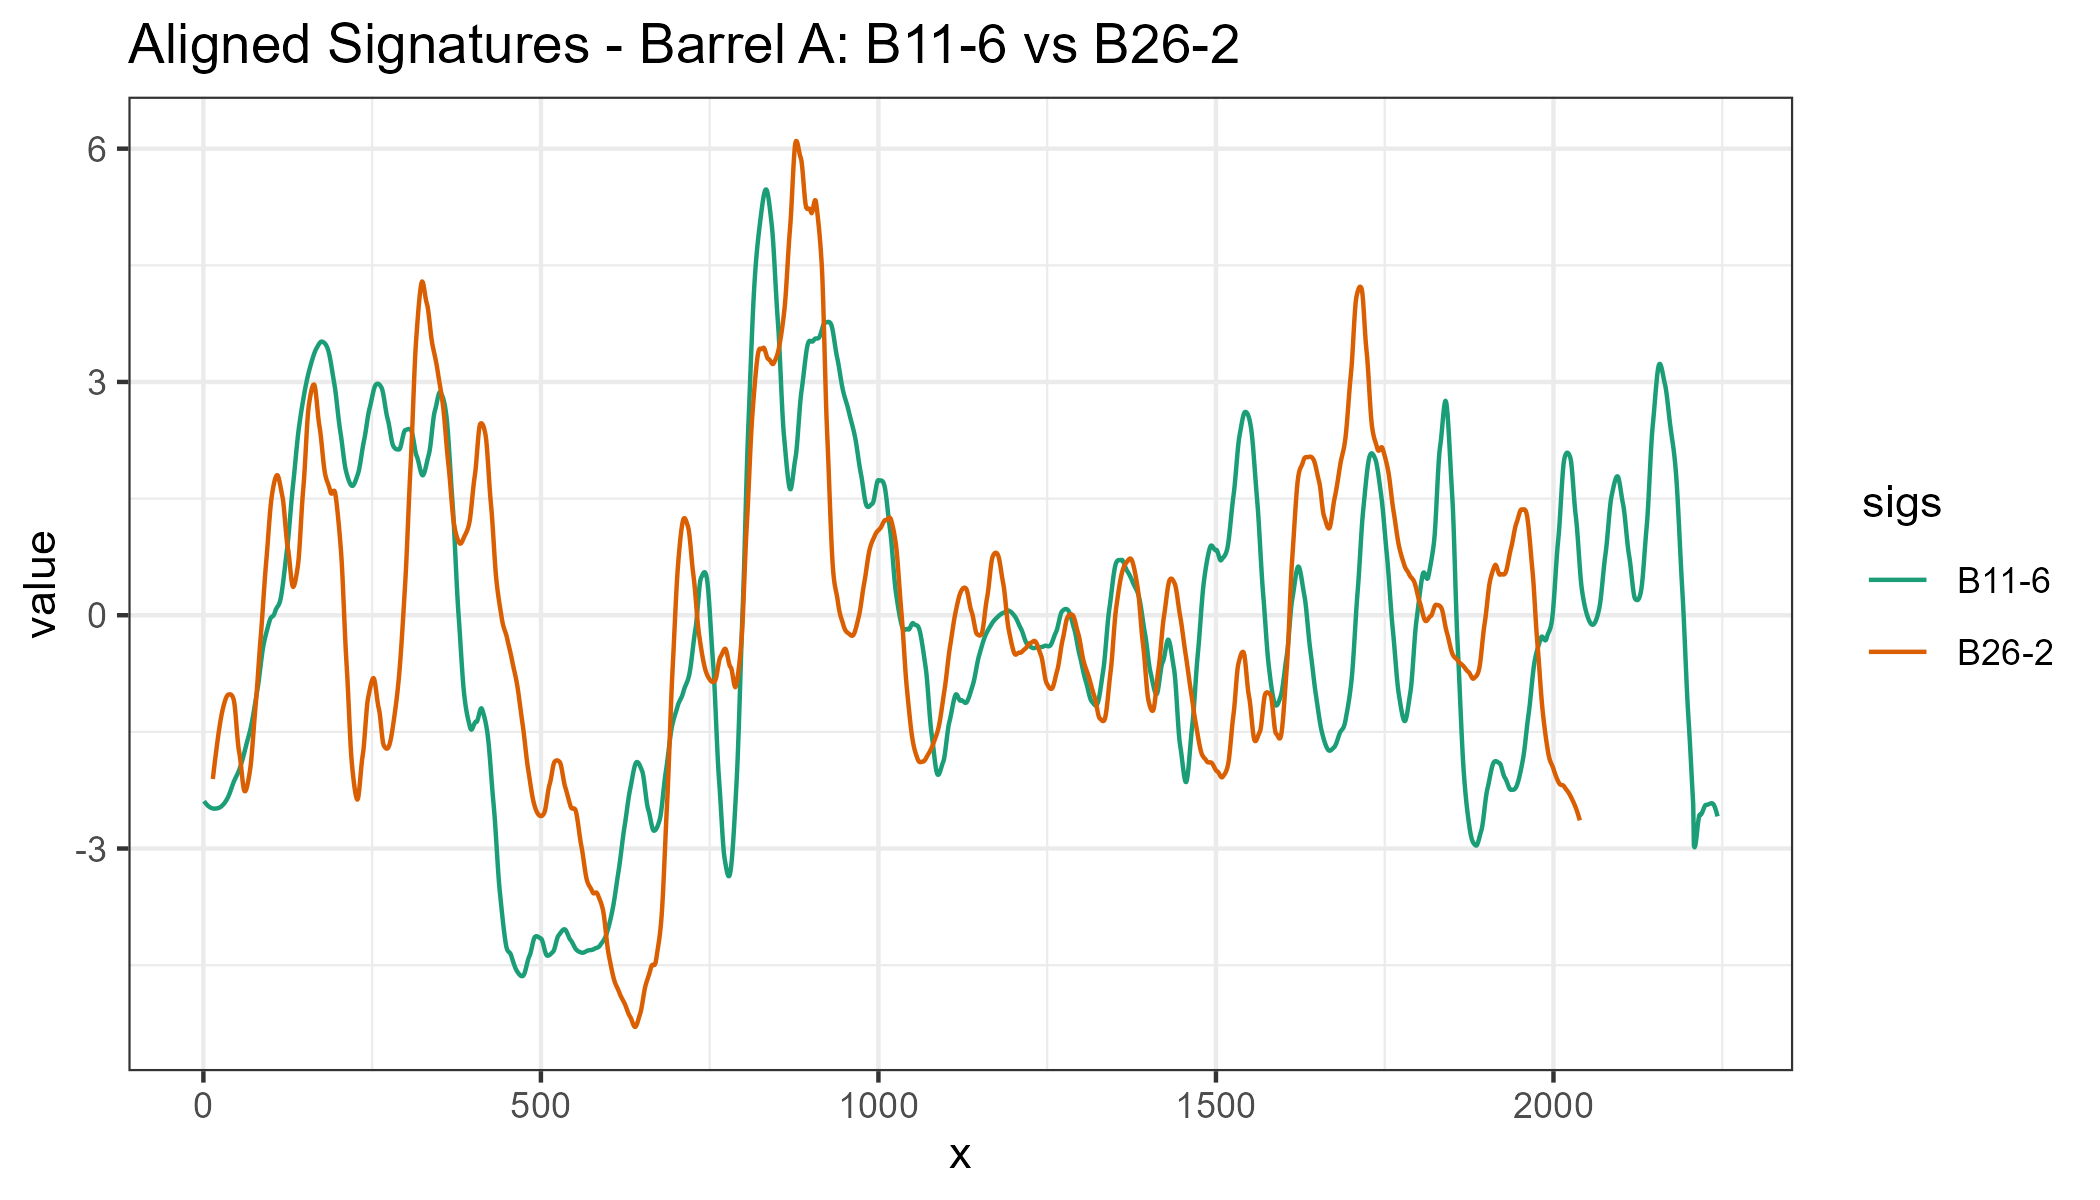 Aligned Signatures - Barrel A: B11-6 vs B26-2
6
3
0
-3
value
0 500 1000 1500 2000
x
sigs
B11-6
B26-2